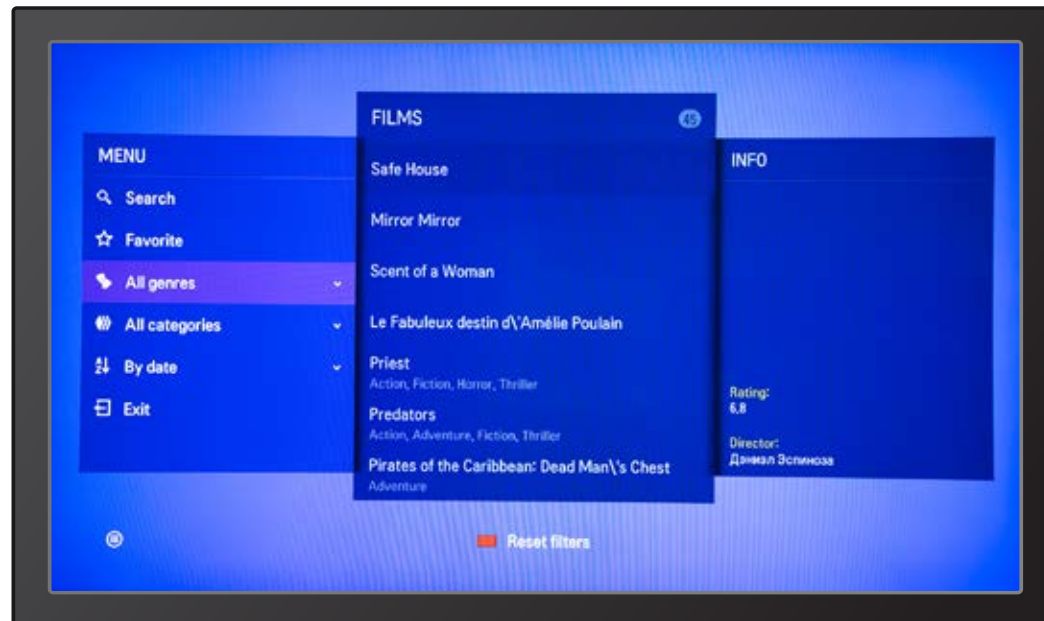 MENU
Search
Favorite
All genres
All categories
By date
Exit
FILMS 45
Safe House
Mirror Mirror
Scent of a Woman
Le Fabuleux destin d\'Amélie Poulain
Priest
Action, Fiction, Horror, Thriller
Predators
Action, Adventure, Fiction, Thriller
Pirates of the Caribbean: Dead Man\'s Chest
Adventure
INFO
Rating:
6,8
Director:
Дэниэл Эспиноза
Reset filters